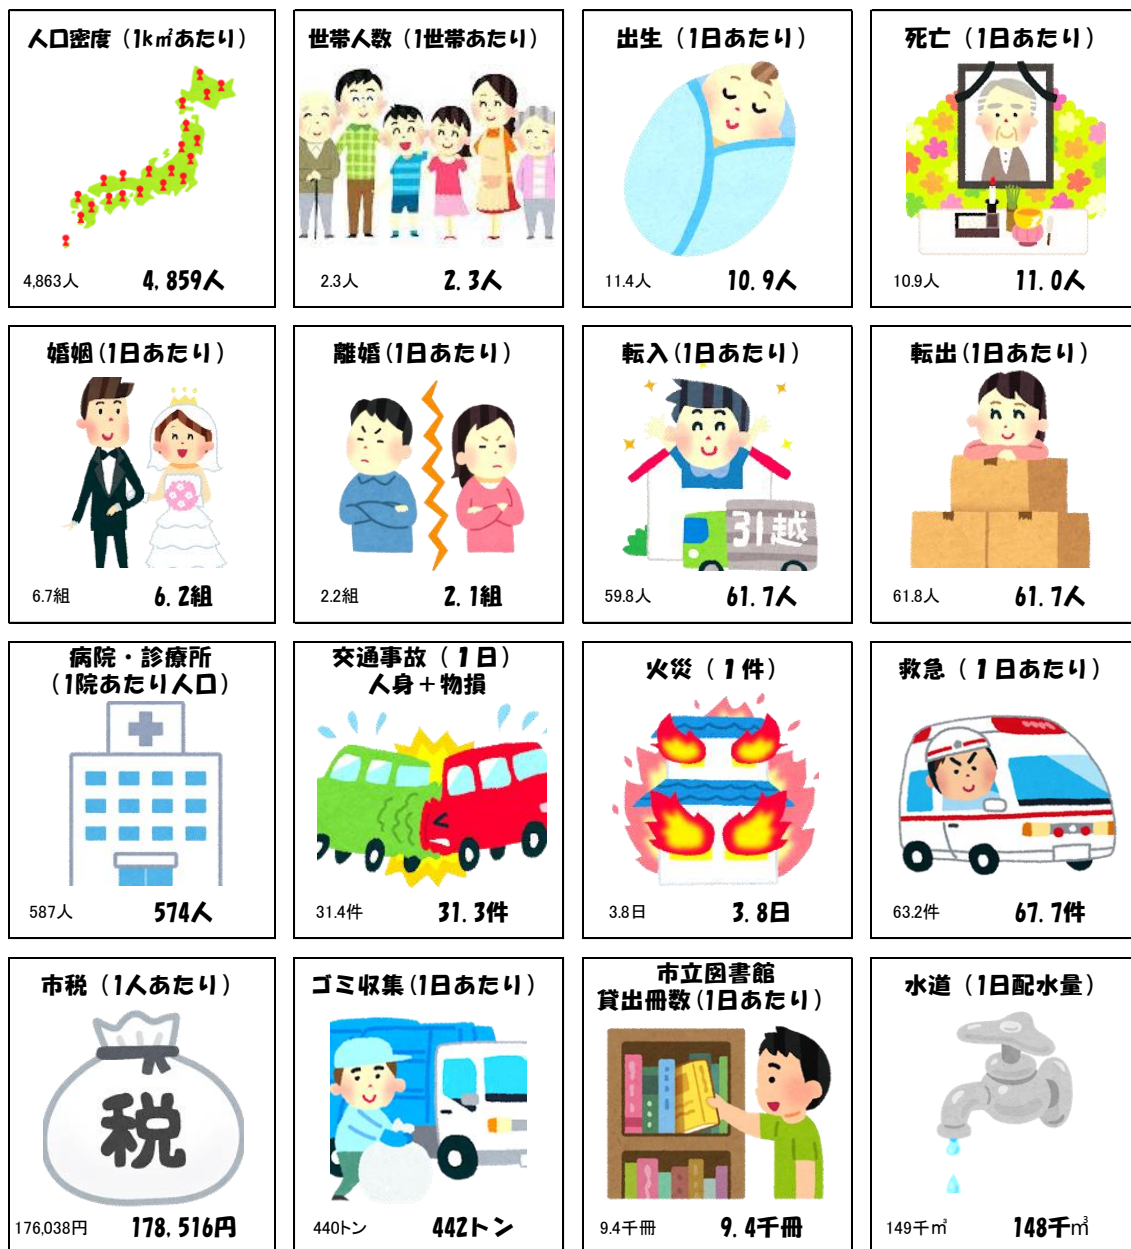 人口密度（1k㎡あたり）
4,863人 4,859人
世帯人数（1世帯あたり）
2.3人 2.3人
出生（1日あたり）
11.4人 10.9人
死亡（1日あたり）
10.9人 11.0人
婚姻(1日あたり)
6.7組 6.2組
離婚(1日あたり)
2.2組 2.1組
転入(1日あたり)
引越
59.8人 61.7人
転出(1日あたり)
61.8人 61.7人
病院・診療所
（1院あたり人口）
587人 574人
交通事故（1日）
人身＋物損
31.4件 31.3件
火災（1件）
3.8日 3.8日
救急（1日あたり）
63.2件 67.7件
市税（1人あたり）
税
176,038円 178,516円
ゴミ収集(1日あたり)
440トン 442トン
市立図書館
貸出冊数(1日あたり)
9.4千冊 9.4千冊
水道（1日配水量）
149千㎥ 148千㎥